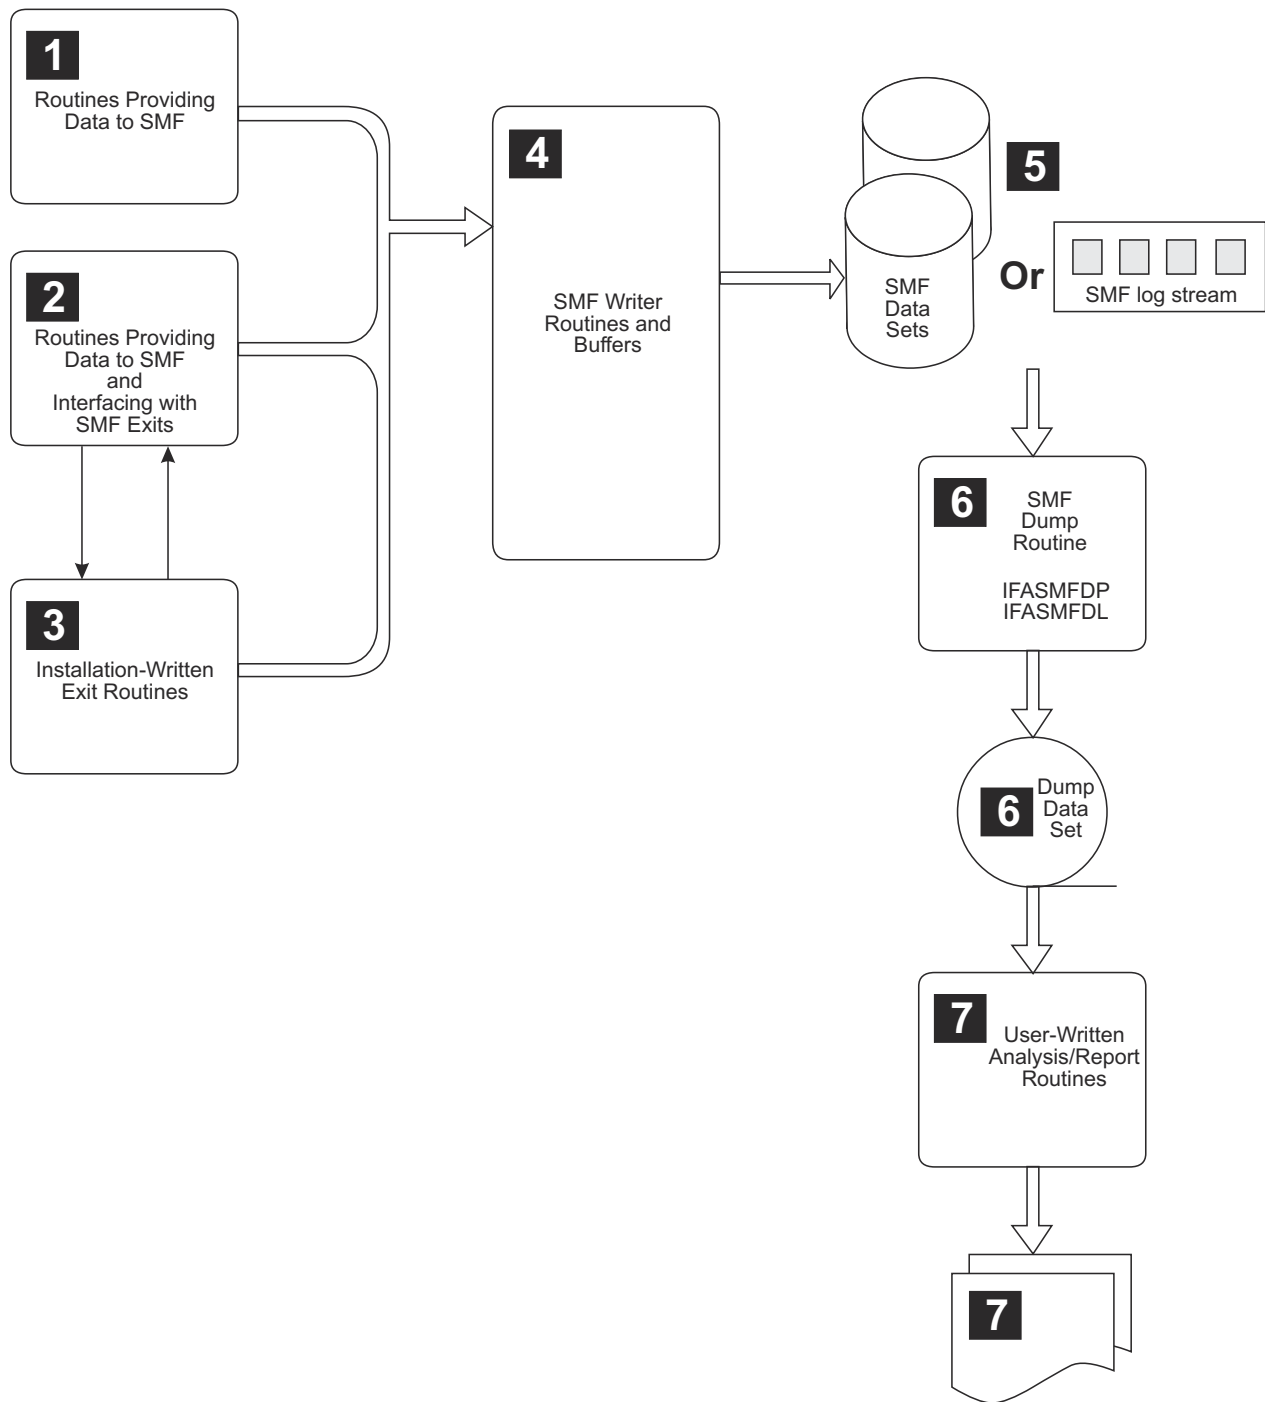 1
Routines Providing
Data to SMF
2
Routines Providing
Data to SMF
and
Interfacing with
SMF Exits
3
Installation-Written
Exit Routines
4
SMF Writer
Routines and
Buffers
5
SMF
Data
Sets
Or
SMF log stream
6
SMF
Dump
Routine
IFASMFDP
IFASMFDL
6
Dump
Data
Set
7
User-Written
Analysis/Report
Routines
7